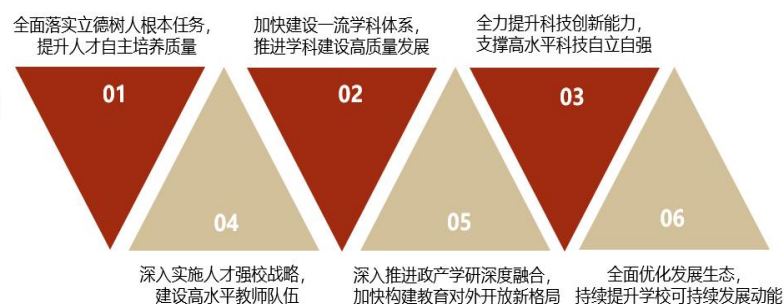 全面落实立德树人根本任务，
提升人才自主培养质量
01
加快建设一流学科体系，
推进学科建设高质量发展
02
全力提升科技创新能力，
支撑高水平科技自立自强
03
04
深入实施人才强校战略，
建设高水平教师队伍
05
深入推进政产学研深度融合，
加快构建教育对外开放新格局
06
全面优化发展生态，
持续提升学校可持续发展动能